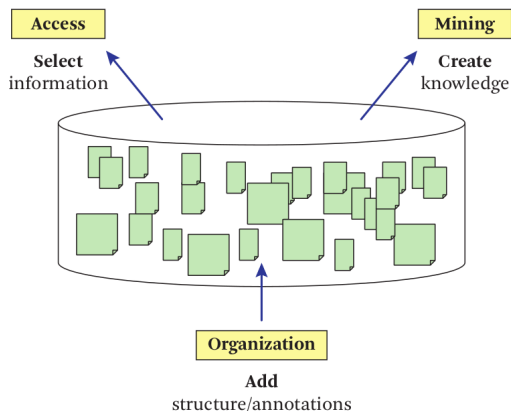 Access
Mining
Select
information
Create
knowledge
Organization
Add
structure/annotations